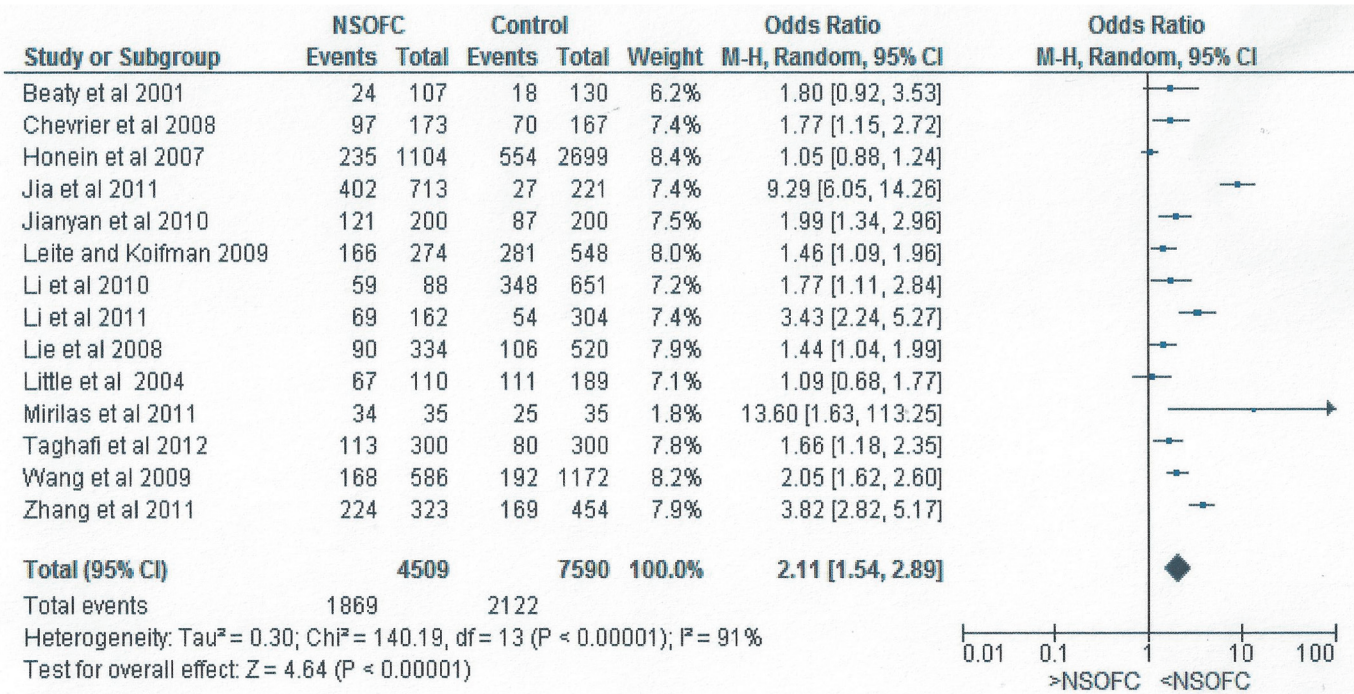 NSOFC Control Odds Ratio Odds Ratio
Study or Subgroup Events Total Events Total Weight M-H, Random, 95% CI M-H, Random, 95% CI
Beaty et al 2001 24 107 18 130 6.2% 1.80 [0.92, 3.53]
Chevrier et al 2008 97 173 70 167 7.4% 1.77 [1.15, 2.72]
Honein et al 2007 235 1104 554 2699 8.4% 1.05 [0.88, 1.24]
Jia et al 2011 402 713 27 221 7.4% 9.29 [6.05, 14.26]
Jianyan et al 2010 121 200 87 200 7.5% 1.99 [1.34, 2.96]
Leite and Koifman 2009 166 274 281 548 8.0% 1.46 [1.09, 1.96]
Li et al 2010 59 88 348 651 7.2% 1.77 [1.11, 2.84]
Li et al 2011 69 162 54 304 7.4% 3.43 [2.24, 5.27]
Lie et al 2008 90 334 106 520 7.9% 1.44 [1.04, 1.99]
Little et al 2004 67 110 111 189 7.1% 1.09 [0.68, 1.77]
Mirilas et al 2011 34 35 25 35 1.8% 13.60 [1.63, 113.25]
Taghafi et al 2012 113 300 80 300 7.8% 1.66 [1.18, 2.35]
Wang et al 2009 168 586 192 1172 8.2% 2.05 [1.62, 2.60]
Zhang et al 2011 224 323 169 454 7.9% 3.82 [2.82, 5.17]
Total (95% CI) 4509 7590 100.0% 2.11 [1.54, 2.89]
Total events 1869 2122
Heterogeneity: Tau² = 0.30; Chi² = 140.19, df = 13 (P < 0.00001); I² = 91%
Test for overall effect: Z = 4.64 (P < 0.00001)
0.01 0.1 1 10 100
>NSOFC <NSOFC